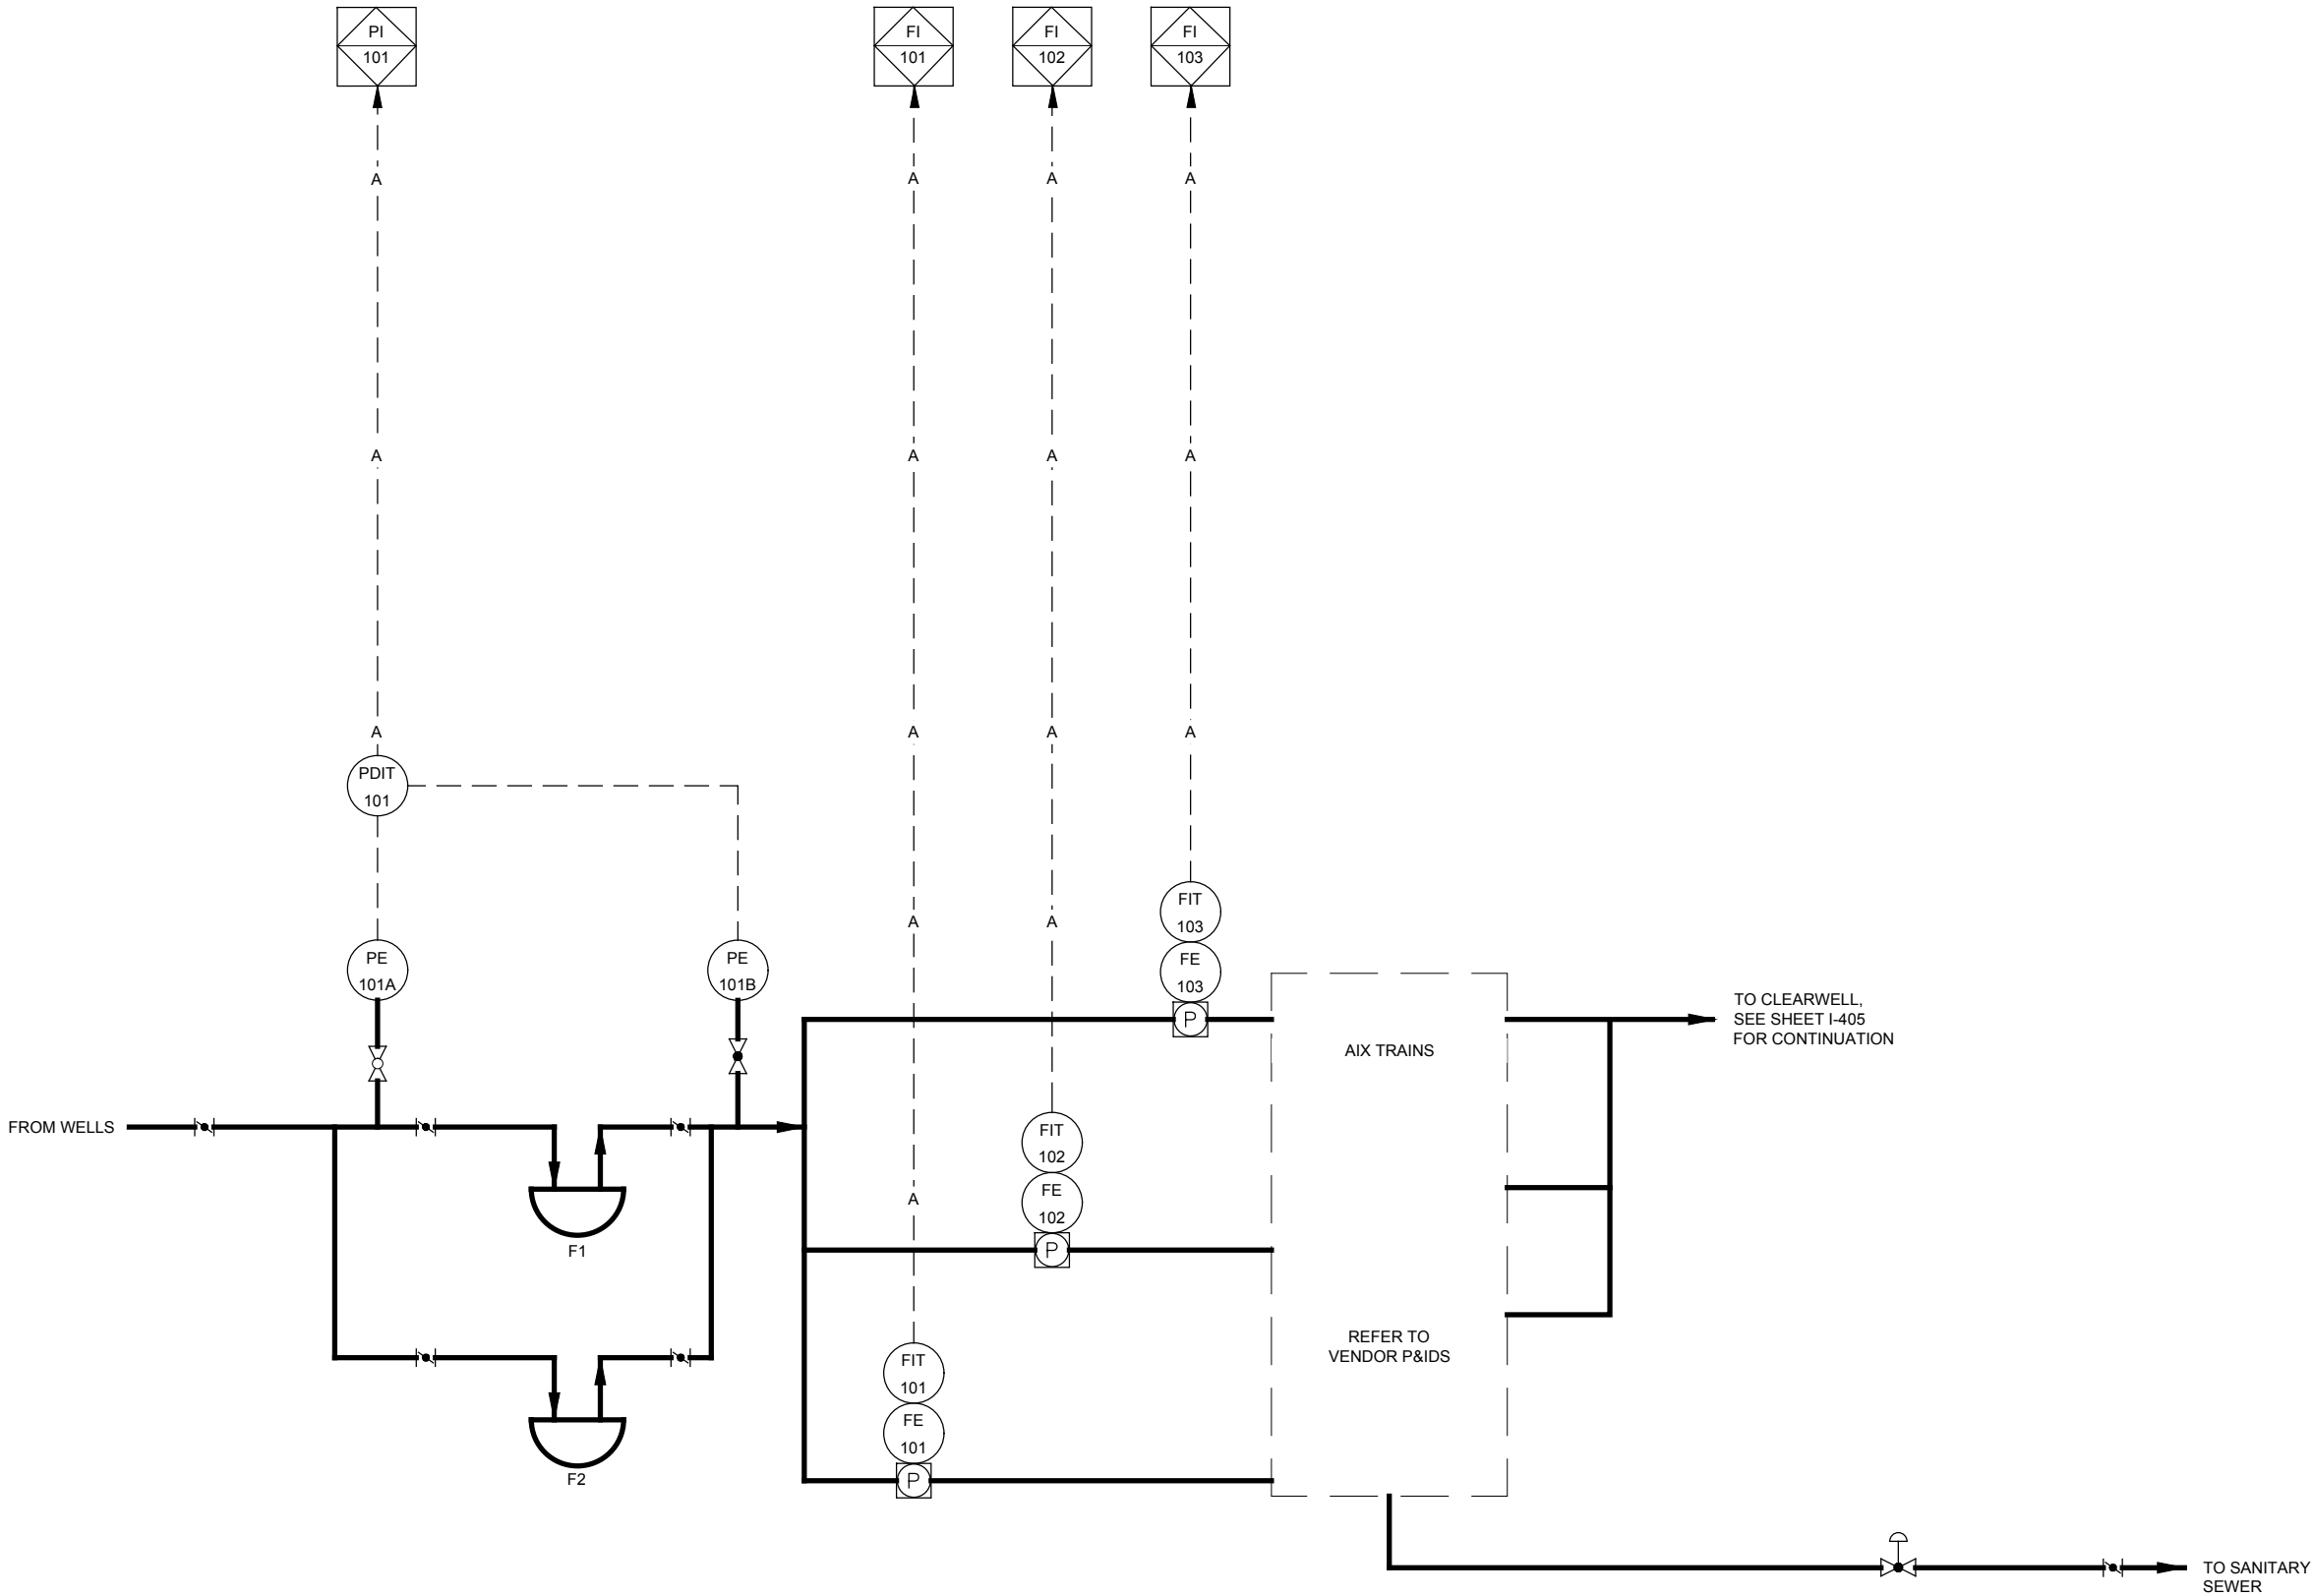 PI
101
FI
101
FI
102
FI
103
A
A
A
A
A
A
A
A
A
A
A
A
PDIT
101
A
A
FIT
103
PE
101A
PE
101B
FE
103
P
TO CLEARWELL,
SEE SHEET I-405
FOR CONTINUATION
AIX TRAINS
FROM WELLS
FIT
102
FE
102
P
A
F1
REFER TO
VENDOR P&IDS
FIT
101
FE
101
P
F2
TO SANITARY
SEWER